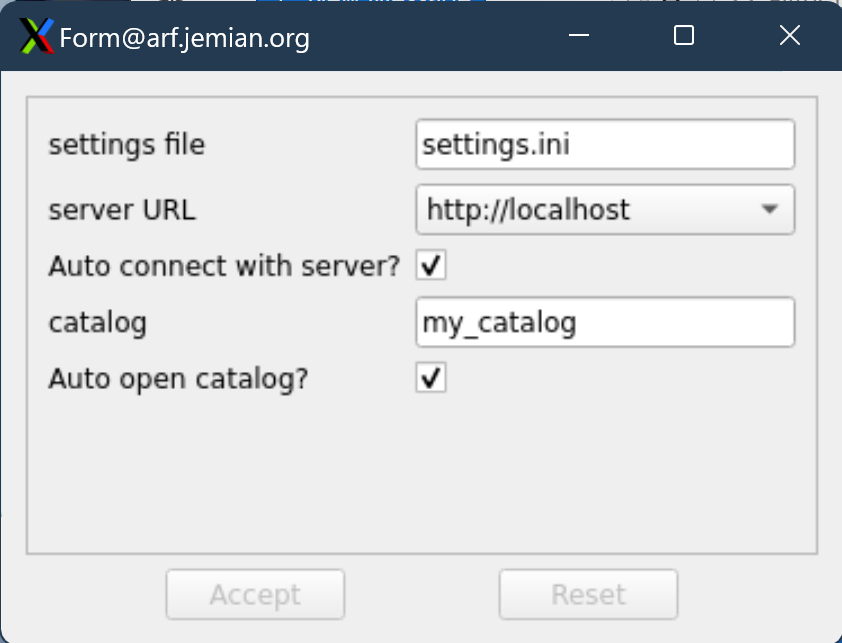 Form@arf.jemian.org
settings file settings.ini
server URL http://localhost
Auto connect with server?
catalog my_catalog
Auto open catalog?
Accept Reset